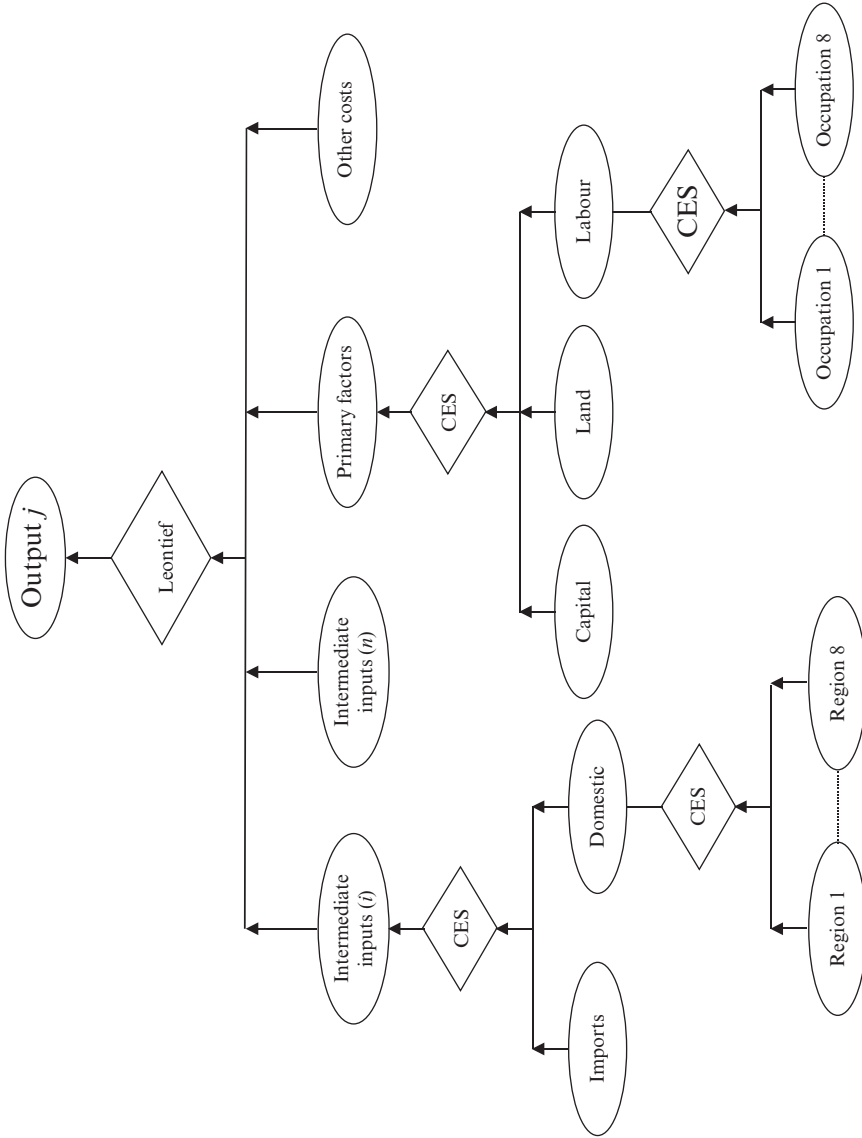 Output j
Leontief
Intermediate
inputs (i)
Intermediate
inputs (n)
Primary factors
Other costs
CES
CES
Imports
Domestic
Capital
Land
Labour
CES
CES
Region 1
Region 8
Occupation 1
Occupation 8